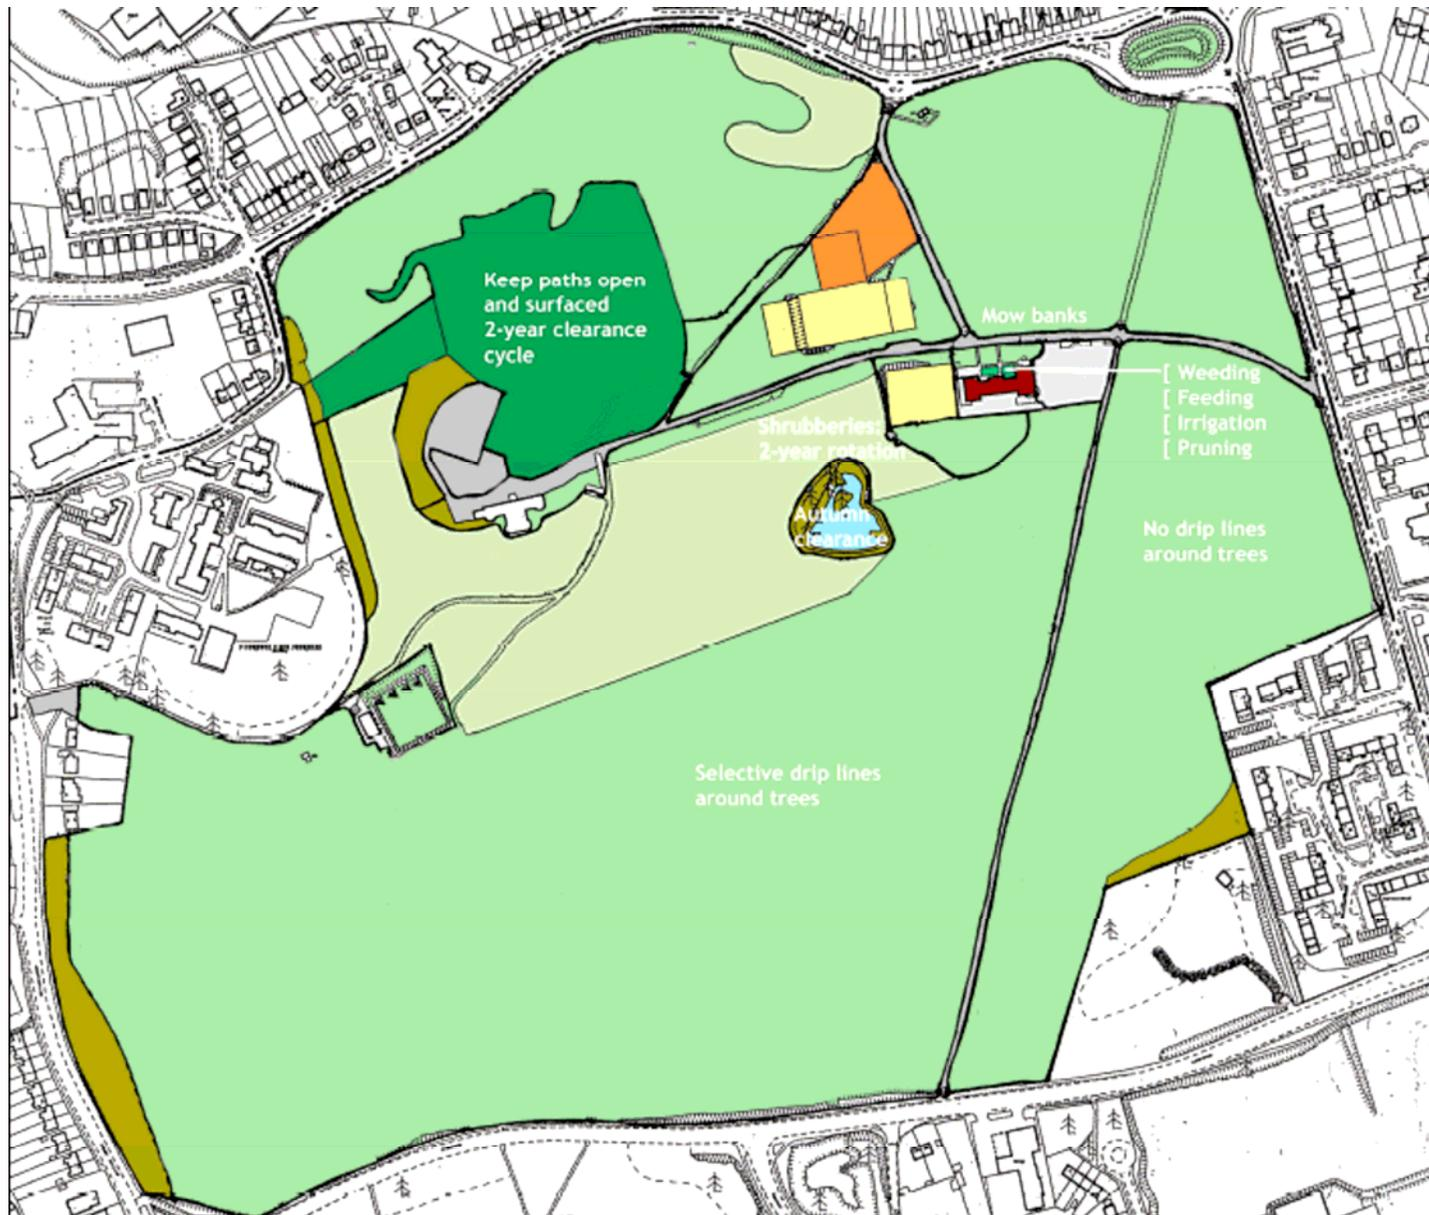 Keep paths open
and surfaced
2-year clearance
cycle
Mow banks
[ Weeding
[ Feeding
[ Irrigation
[ Pruning
Shrubberies:
2-year rotation
Autumn
clearance
No drip lines
around trees
Selective drip lines
around trees